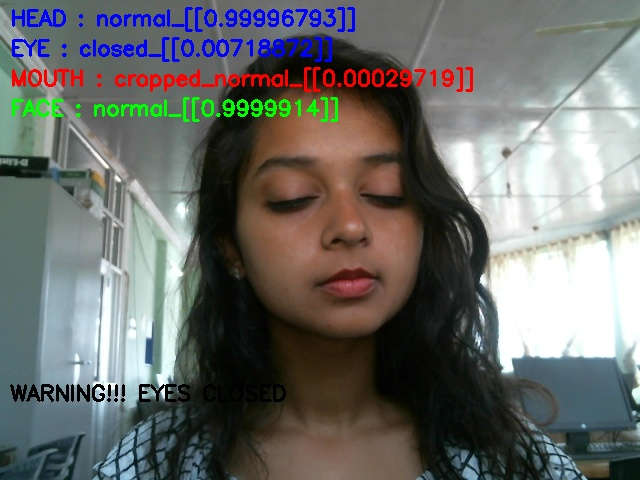 HEAD : normal_[[0.99996793]]
EYE : closed_[[0.00718872]]
MOUTH : cropped_normal_[[0.00029719]]
FACE : normal_[[0.9999914]]
D-Link
WARNING!!! EYES CLOSED